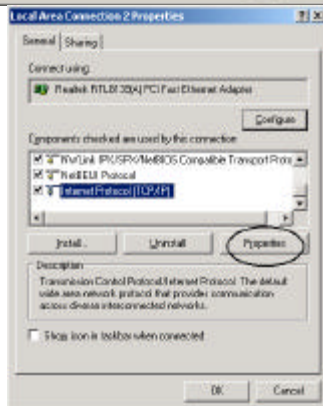 Local Area Connection 2 Properties
General Sharing
Connect using:
Realtek RTL8139(A) PCI Fast Ethernet Adapter
Configure
Components checked are used by this connection
NWLink IPX/SPX/NetBIOS Compatible Transport Proto
NetBEUI Protocol
Internet Protocol (TCP/IP)
Install...
Uninstall
Properties
Description
Transmission Control Protocol/Internet Protocol. The default
wide area network protocol that provides communication
across diverse interconnected networks.
Show icon in taskbar when connected
OK
Cancel